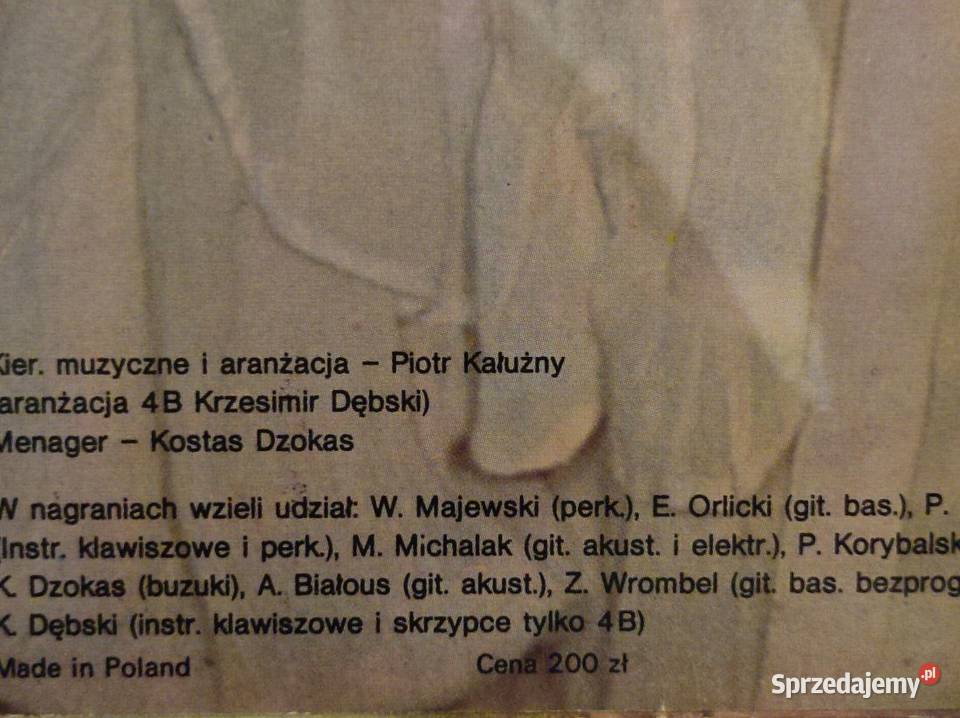 Kier. muzyczne i aranżacja – Piotr Kałużny
(aranżacja 4B Krzesimir Dębski)
Menager – Kostas Dzokas
W nagraniach wzieli udział: W. Majewski (perk.), E. Orlicki (git. bas.), P.
(Instr. klawiszowe i perk.), M. Michalak (git. akust. i elektr.), P. Korybalsk
K. Dzokas (buzuki), A. Białous (git. akust.), Z. Wrombel (git. bas. bezprog
K. Dębski (instr. klawiszowe i skrzypce tylko 4B)
Made in Poland Cena 200 zł
Sprzedajemy.pl